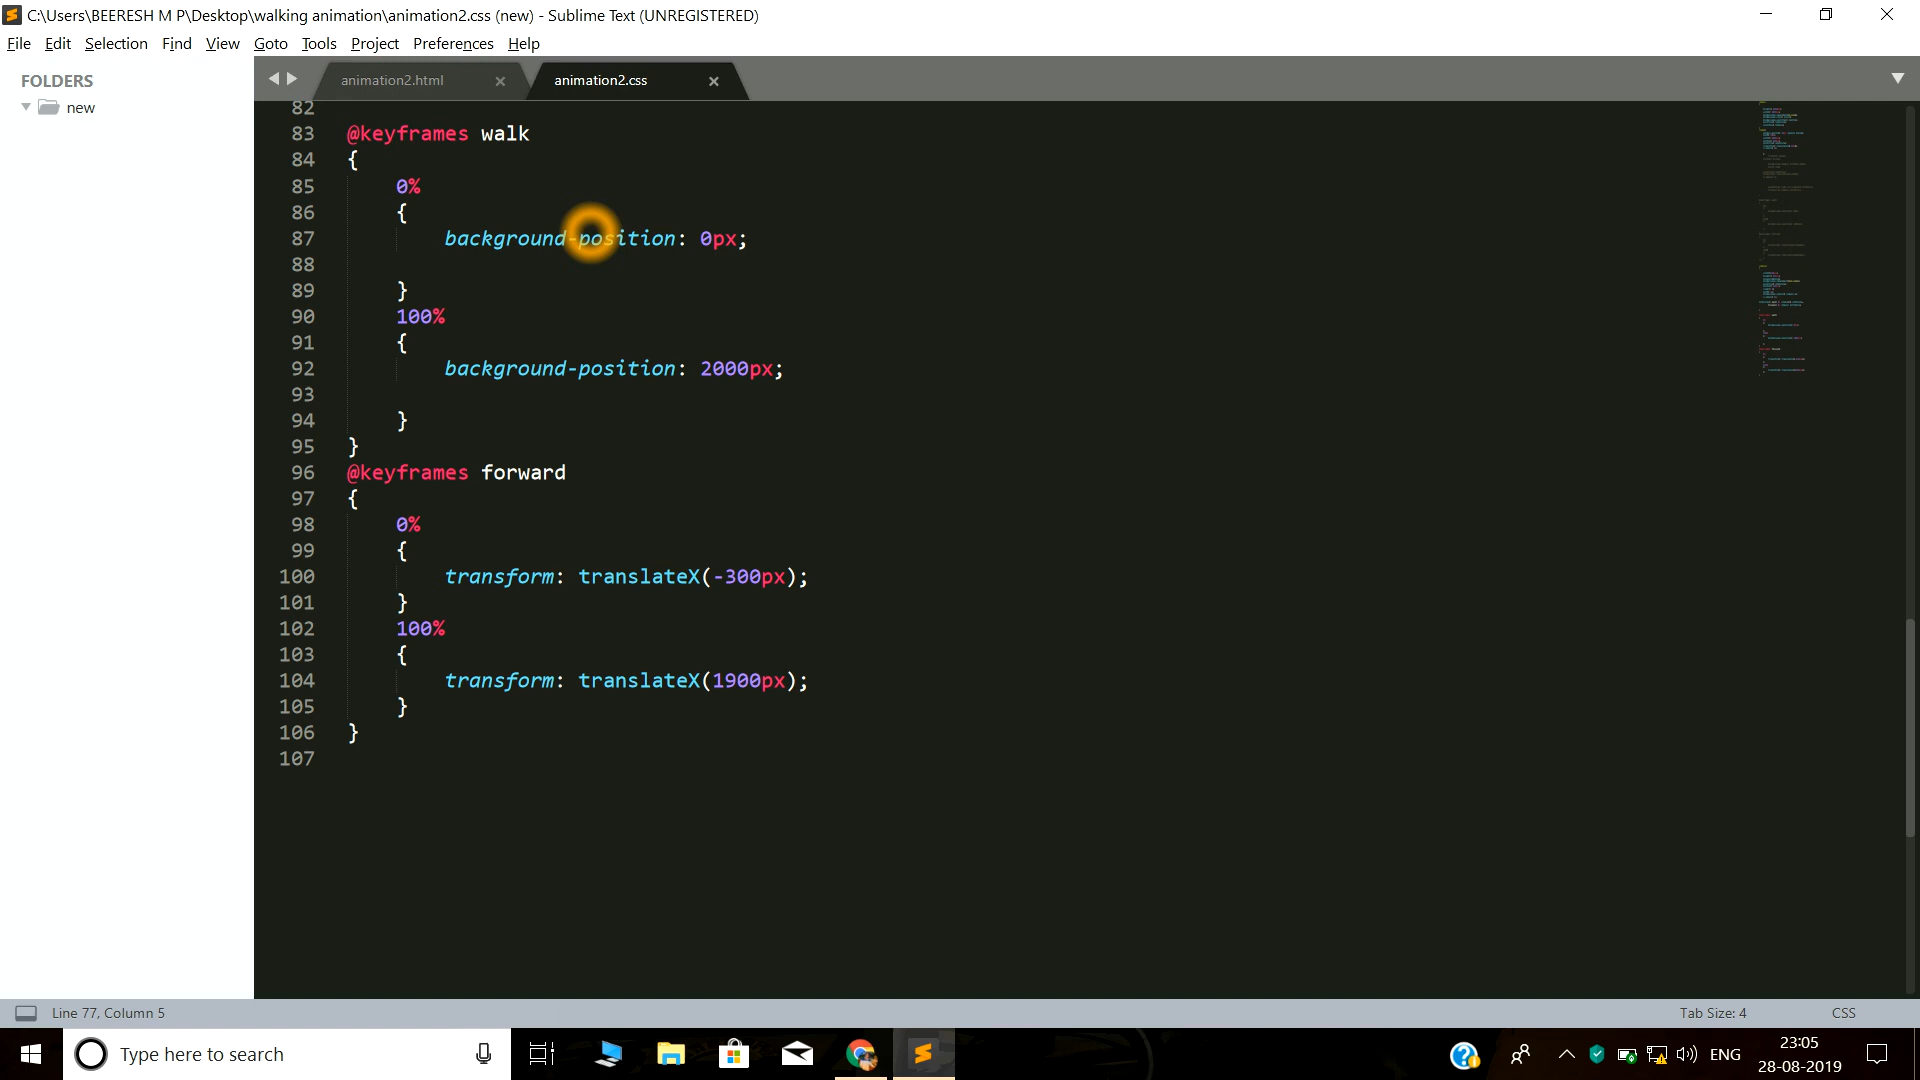 C:\Users\BEERESH M P\Desktop\walking animation\animation2.css (new) - Sublime Text (UNREGISTERED)
File Edit Selection Find View Goto Tools Project Preferences Help
FOLDERS
new
animation2.html
animation2.css
82
83 @keyframes walk
84 {
85 0%
86 {
87 background-position: 0px;
88
89 }
90 100%
91 {
92 background-position: 2000px;
93
94 }
95 }
96 @keyframes forward
97 {
98 0%
99 {
100 transform: translateX(-300px);
101 }
102 100%
103 {
104 transform: translateX(1900px);
105 }
106 }
107
Line 77, Column 5
Tab Size: 4
CSS
Type here to search
ENG
23:05
28-08-2019